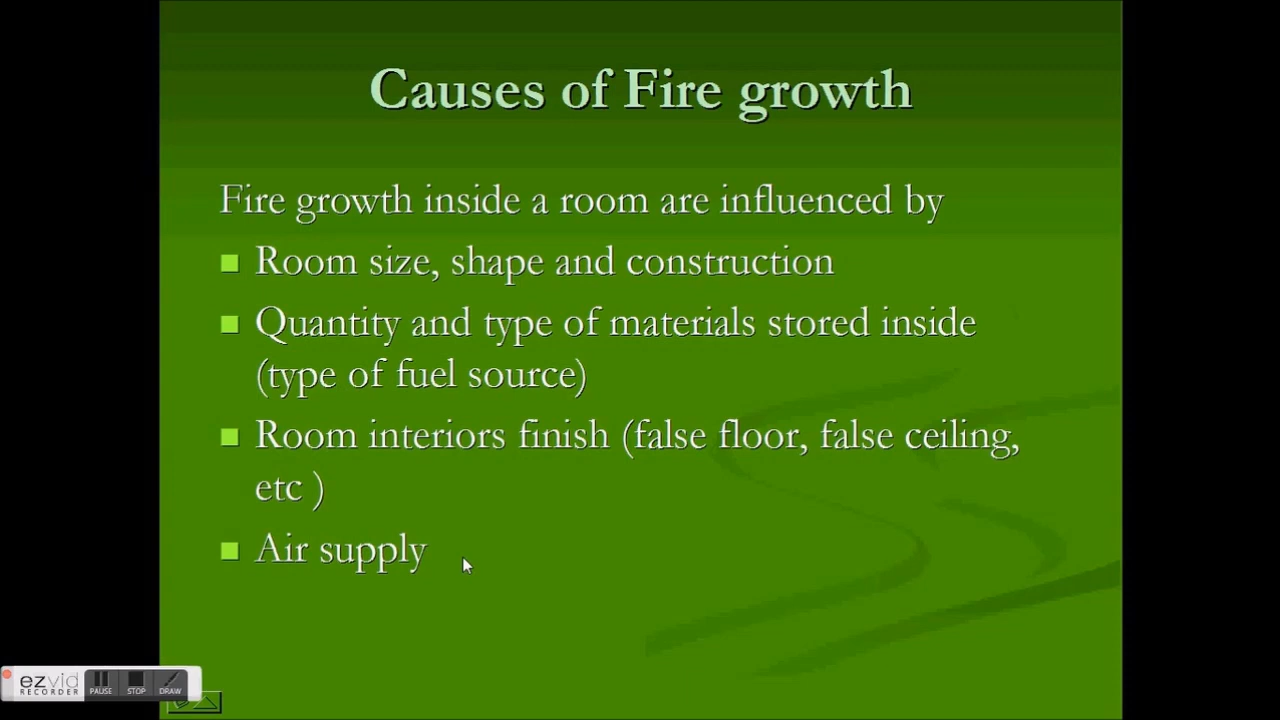 Causes of Fire growth
Fire growth inside a room are influenced by
Room size, shape and construction
Quantity and type of materials stored inside
(type of fuel source)
Room interiors finish (false floor, false ceiling,
etc )
Air supply
ezvid
RECORDER
PAUSE STOP DRAW